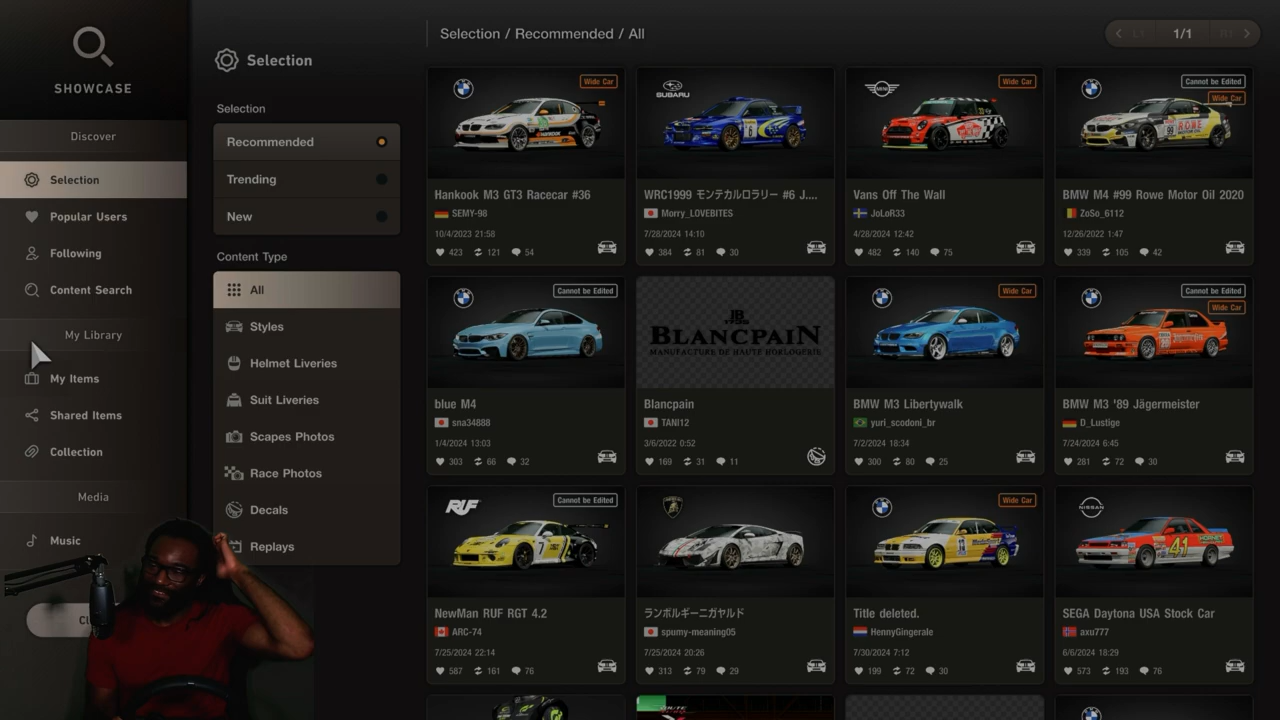 SHOWCASE
Discover
Selection
Popular Users
Following
Content Search
My Library
My Items
Shared Items
Collection
Media
Music
Selection
Selection
Recommended
Trending
New
Content Type
All
Styles
Helmet Liveries
Suit Liveries
Scapes Photos
Race Photos
Decals
Replays
Selection / Recommended / All
1/1
Wide Car
Hankook M3 GT3 Racecar #36
SEMY-98
10/4/2023 21:58
423 121 54
SUBARU
WRC1999 モンテカルロラリー #6 J....
Morry_LOVEBITES
7/28/2024 14:10
384 81 30
MINI
Wide Car
Vans Off The Wall
JoLoR33
4/28/2024 12:42
482 140 75
Cannot be Edited
Wide Car
BMW M4 #99 Rowe Motor Oil 2020
ZoSo_6112
12/26/2022 1:47
339 105 42
Cannot be Edited
blue M4
sna34888
1/4/2024 13:03
303 66 32
JB
1735
BLANCPAIN
MANUFACTURE DE HAUTE HORLOGERIE
Blancpain
TANI12
3/6/2022 0:52
169 31 11
Wide Car
BMW M3 Libertywalk
yuri_scodoni_br
7/2/2024 18:34
300 80 25
Cannot be Edited
Wide Car
BMW M3 '89 Jägermeister
D_Lustige
7/24/2024 6:45
281 72 30
RUF
Cannot be Edited
NewMan RUF RGT 4.2
ARC-74
7/25/2024 22:14
587 161 76
ランボルギーニガヤルド
spumy-meaning05
7/25/2024 20:26
313 79 29
Wide Car
Title deleted.
HennyGingerale
7/30/2024 7:12
199 72 30
NISSAN
41
SEGA Daytona USA Stock Car
axu777
6/6/2024 18:29
573 193 76